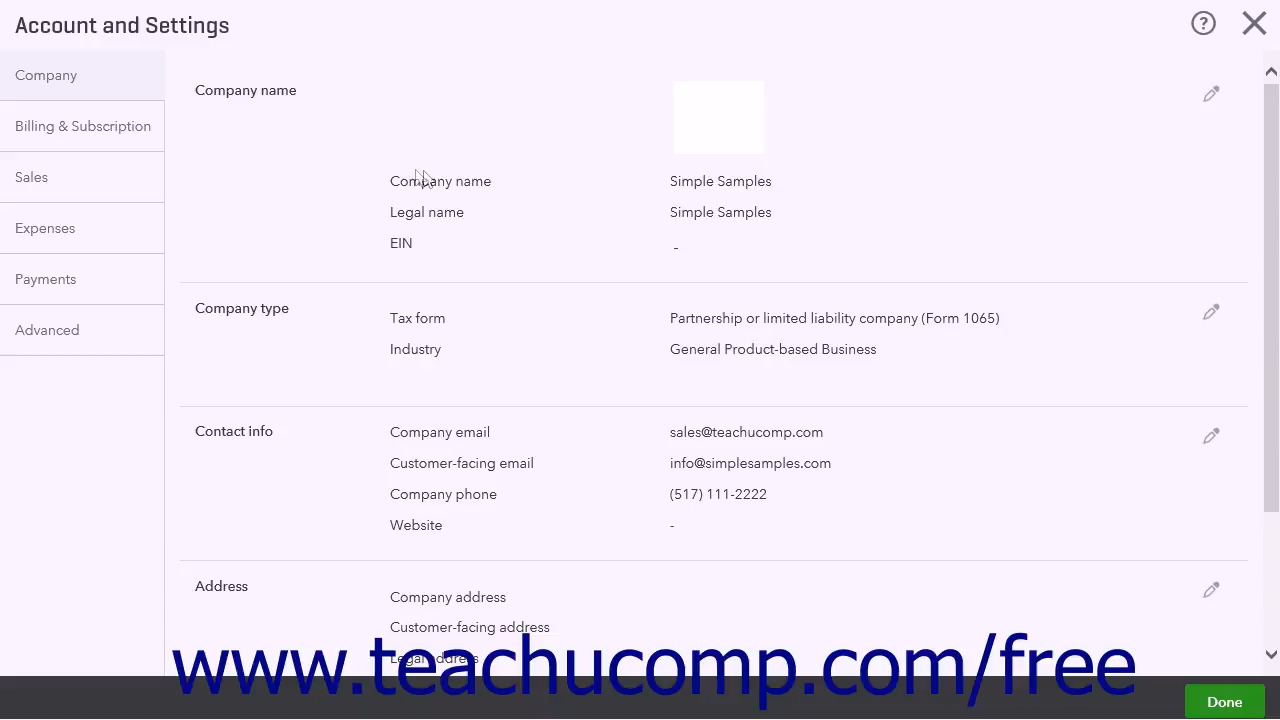 Account and Settings
?
Company
Billing & Subscription
Sales
Expenses
Payments
Advanced
Company name
Company name Simple Samples
Legal name Simple Samples
EIN -
Company type
Tax form Partnership or limited liability company (Form 1065)
Industry General Product-based Business
Contact info
Company email sales@teachucomp.com
Customer-facing email info@simplesamples.com
Company phone (517) 111-2222
Website -
Address
Company address
Customer-facing address
Legal address
www.teachucomp.com/free
Done